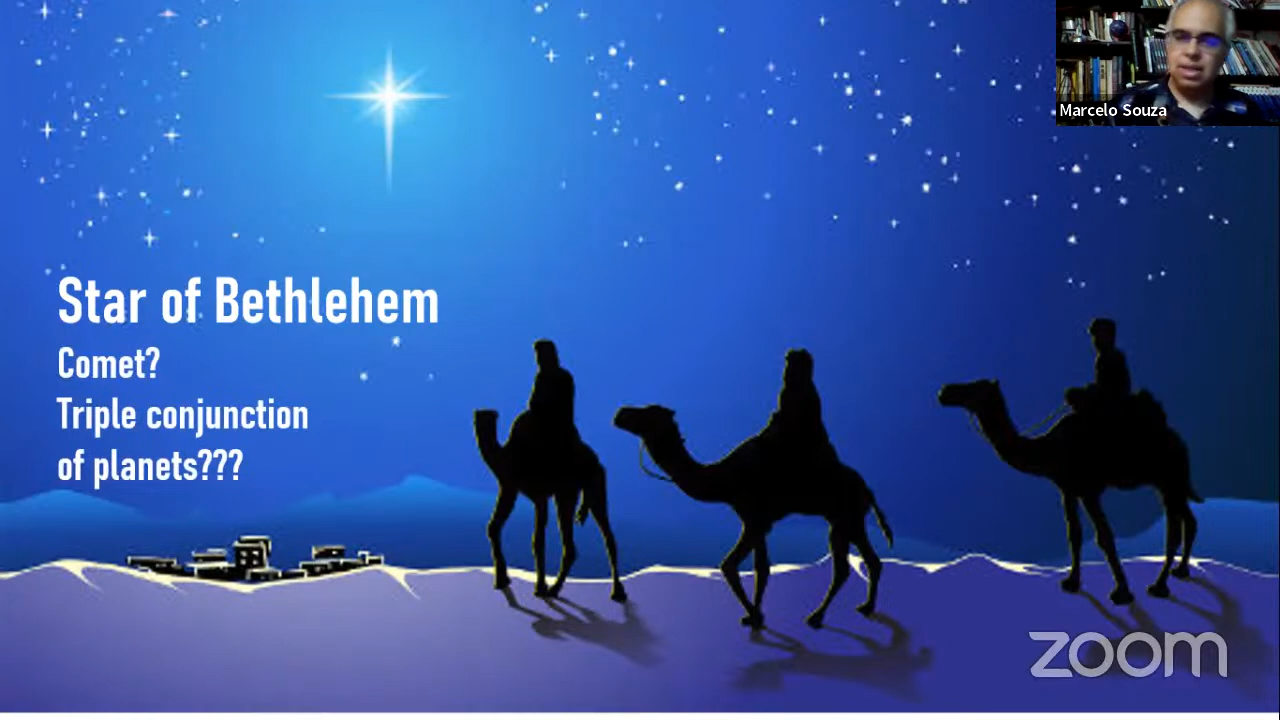 Marcelo Souza
Star of Bethlehem
Comet?
Triple conjunction
of planets???
zoom